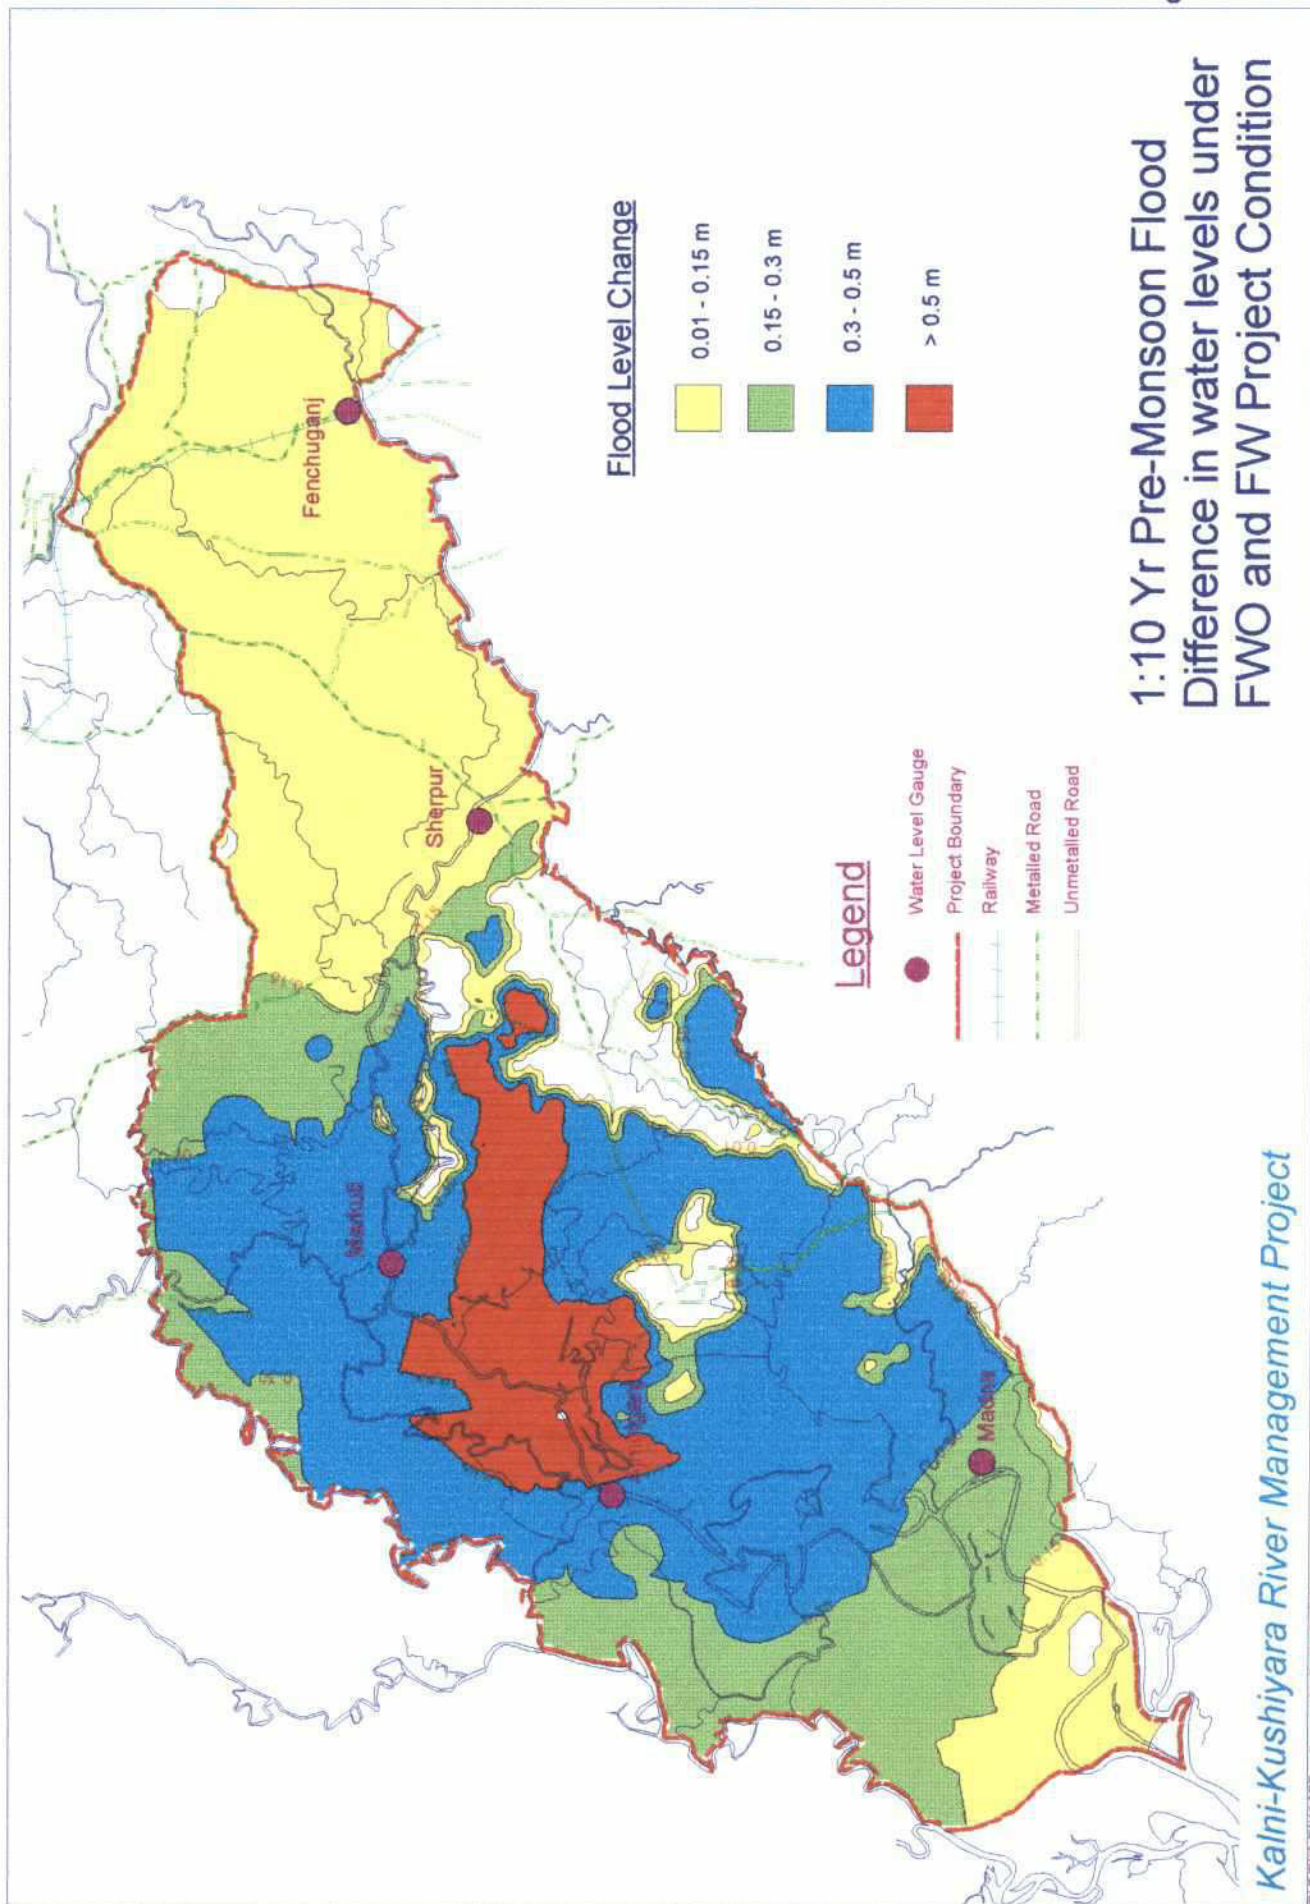 Fenchuganj
Sherpur
Markuli
Madna
Flood Level Change
0.01 - 0.15 m
0.15 - 0.3 m
0.3 - 0.5 m
> 0.5 m
Legend
Water Level Gauge
Project Boundary
Railway
Metalled Road
Unmetalled Road
1:10 Yr Pre-Monsoon Flood
Difference in water levels under
FWO and FW Project Condition
Kalni-Kushiyara River Management Project